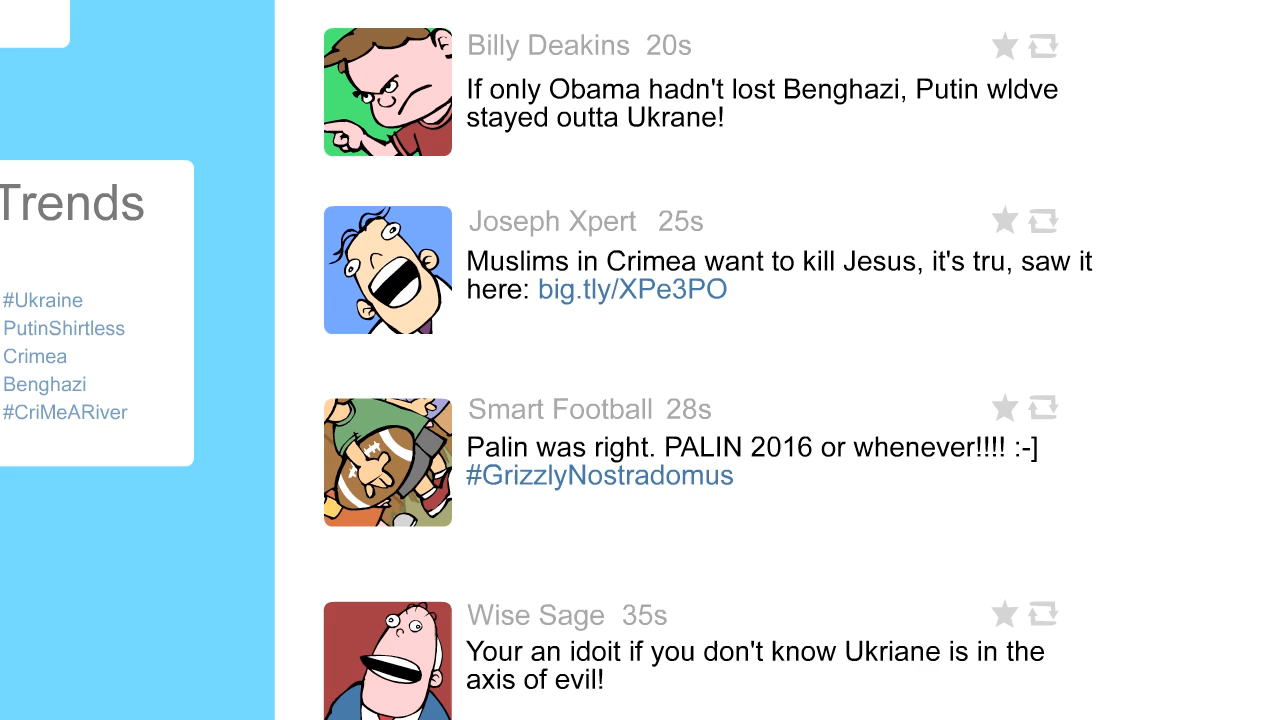 Billy Deakins 20s
If only Obama hadn't lost Benghazi, Putin wldve
stayed outta Ukrane!
Trends
Joseph Xpert 25s
Muslims in Crimea want to kill Jesus, it's tru, saw it
here: big.tly/XPe3PO
#Ukraine
PutinShirtless
Crimea
Benghazi
#CriMeARiver
Smart Football 28s
Palin was right. PALIN 2016 or whenever!!!! :-]
#GrizzlyNostradomus
Wise Sage 35s
Your an idoit if you don't know Ukriane is in the
axis of evil!